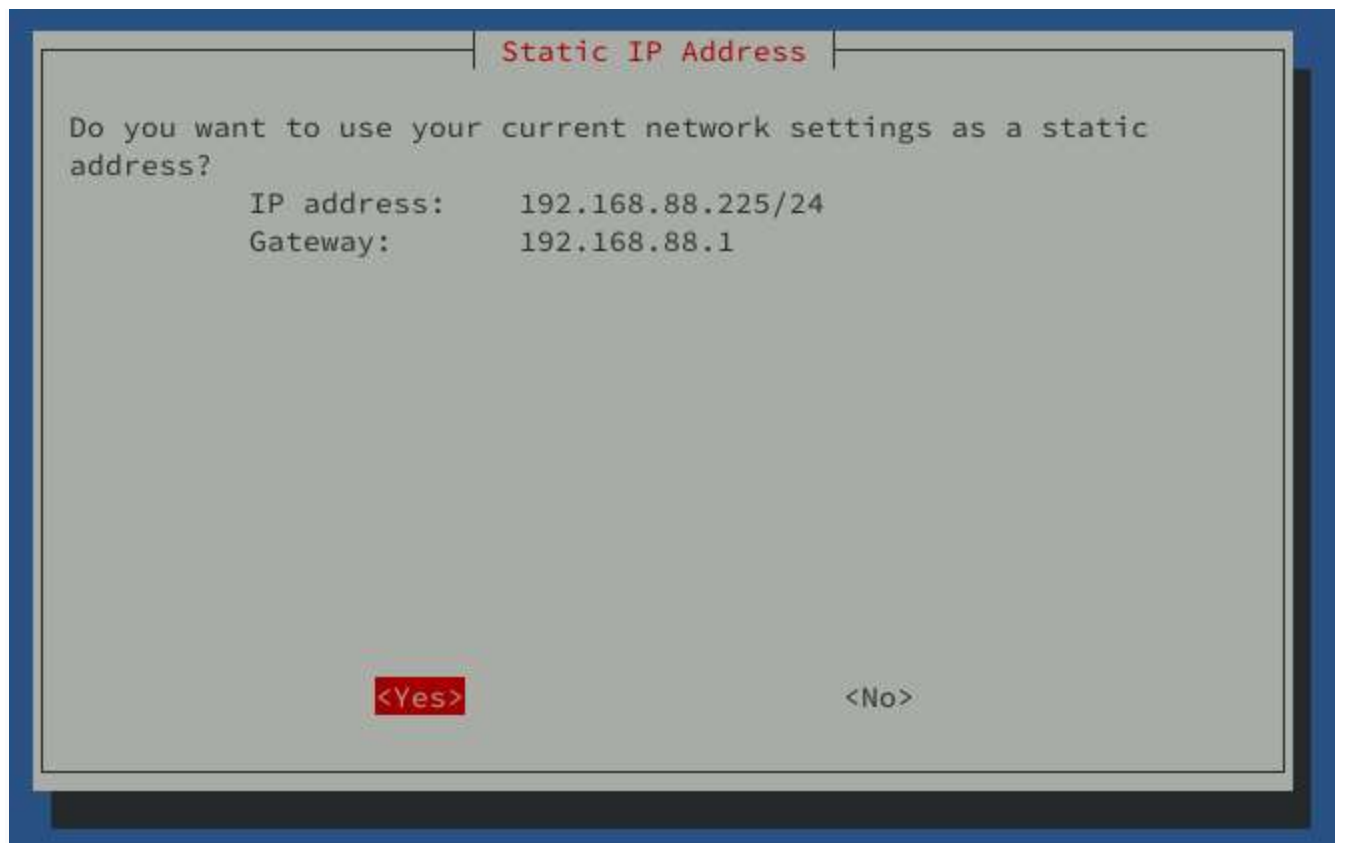 Static IP Address
Do you want to use your current network settings as a static
address?
IP address: 192.168.88.225/24
Gateway: 192.168.88.1
<Yes> <No>